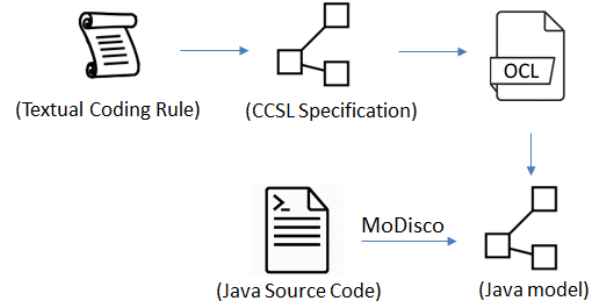 OCL
(Textual Coding Rule)
(CCSL Specification)
>_
MoDisco
(Java Source Code)
(Java model)